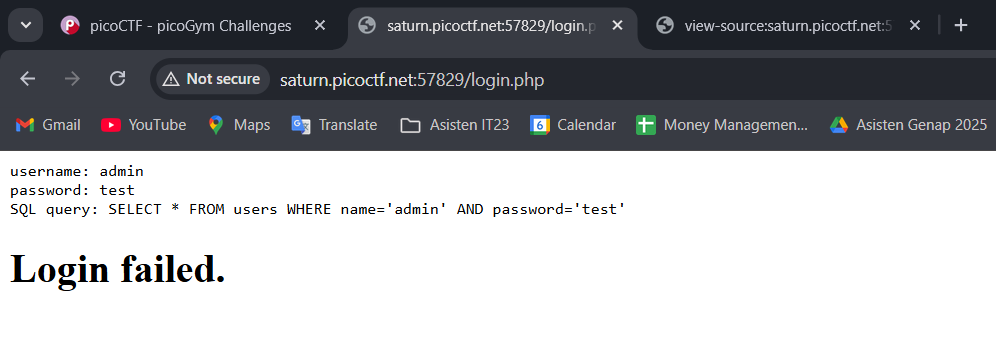 picoCTF - picoGym Challenges
saturn.picoctf.net:57829/login.p
view-source:saturn.picoctf.net:5
Not secure
saturn.picoctf.net:57829/login.php
Gmail
YouTube
Maps
Translate
Asisten IT23
6
Calendar
Money Managemen...
Asisten Genap 2025
username: admin
password: test
SQL query: SELECT * FROM users WHERE name='admin' AND password='test'
Login failed.